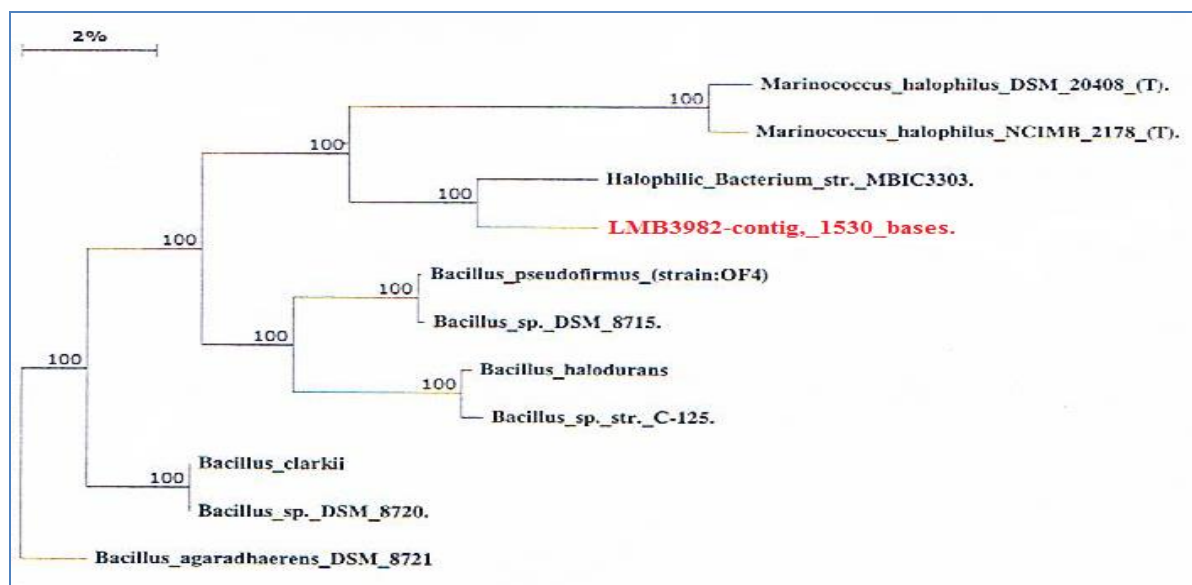 2%
100
Marinococcus_halophilus_DSM_20408_(T).
Marinococcus_halophilus_NCIMB_2178_(T).
100
100
Halophilic_Bacterium_str._MBIC3303.
LMB3982-contig,_1530_bases.
100
100
Bacillus_pseudofirmus_(strain:OF4)
Bacillus_sp._DSM_8715.
100
100
Bacillus_halodurans
Bacillus_sp._str._C-125.
100
100
Bacillus_clarkii
Bacillus_sp._DSM_8720.
Bacillus_agaradhaerens_DSM_8721